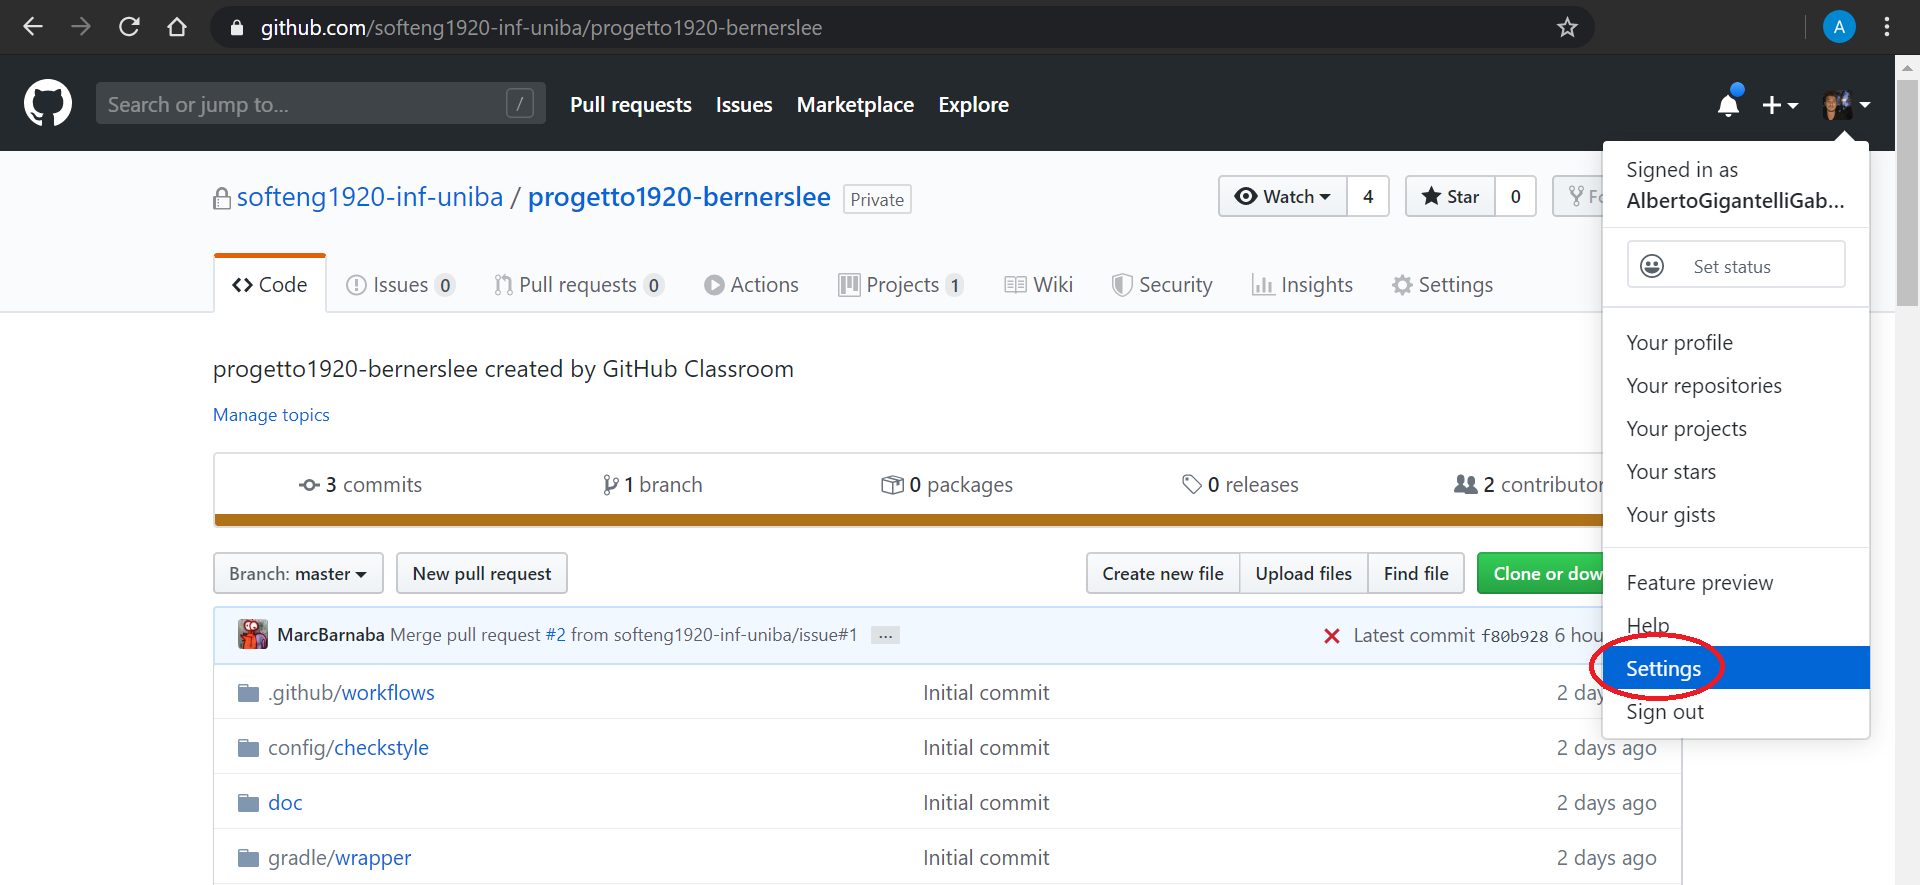 github.com/softeng1920-inf-uniba/progetto1920-bernerslee
A
Search or jump to...
/
Pull requests Issues Marketplace Explore
Signed in as
AlbertoGigantelliGab...
Set status
Your profile
Your repositories
Your projects
Your stars
Your gists
Feature preview
Help
Settings
Sign out
softeng1920-inf-uniba / progetto1920-bernerslee Private
Watch 4 Star 0 Fo
Code Issues 0 Pull requests 0 Actions Projects 1 Wiki Security Insights Settings
progetto1920-bernerslee created by GitHub Classroom
Manage topics
3 commits 1 branch 0 packages 0 releases 2 contributor
Branch: master New pull request Create new file Upload files Find file Clone or dow
MarcBarnaba Merge pull request #2 from softeng1920-inf-uniba/issue#1 ... Latest commit f80b928 6 hou
.github/workflows Initial commit 2 day
config/checkstyle Initial commit 2 days ago
doc Initial commit 2 days ago
gradle/wrapper Initial commit 2 days ago